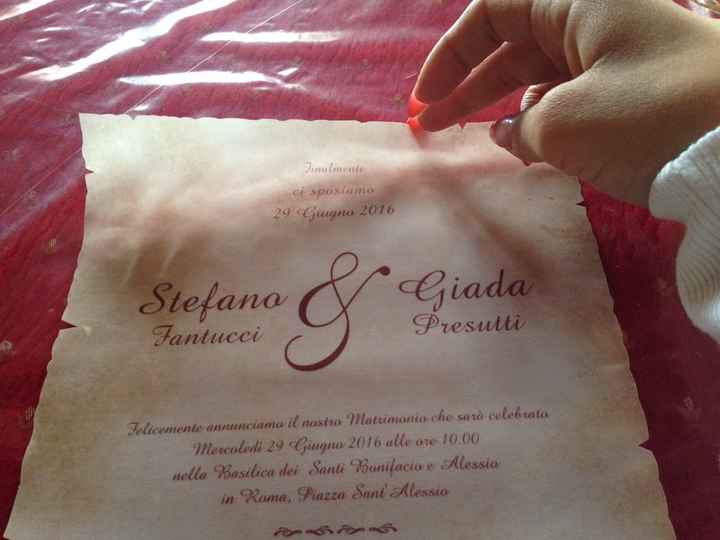 Finalmente
ci sposiamo
29 Giugno 2016
Stefano & Giada
Fantucci Presutti
Felicemente annunciamo il nostro Matrimonio che sarò celebrato
Mercoledì 29 Giugno 2016 alle ore 10.00
nella Basilica dei Santi Bonifacio e Alessio
in Roma, Piazza Sant'Alessio